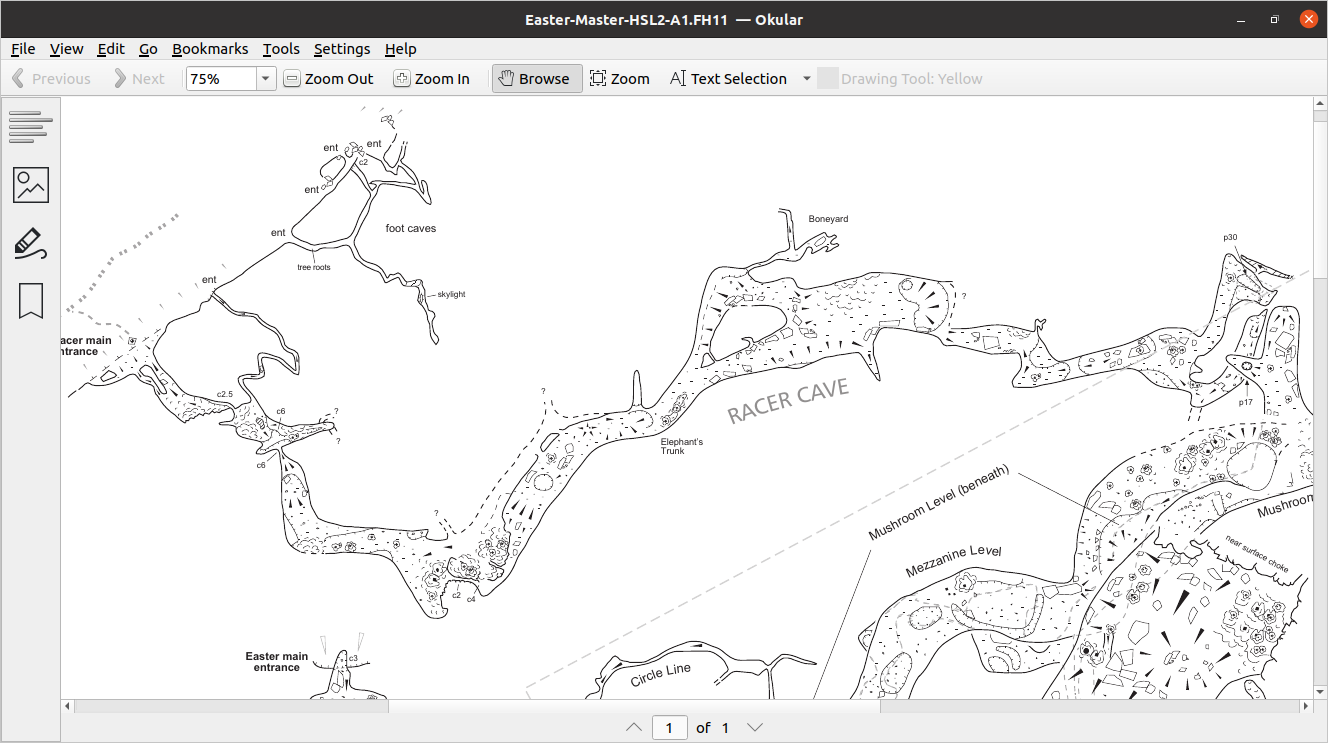 Easter-Master-HSL2-A1.FH11 — Okular
File View Edit Go Bookmarks Tools Settings Help
Previous Next 75% Zoom Out Zoom In Browse Zoom Text Selection Drawing Tool: Yellow
ent
ent
c2
ent
ent
foot caves
tree roots
ent
skylight
acer main
ntrance
c2.5
c6
?
?
c6
?
?
c2
c4
Boneyard
?
p30
p17
RACER CAVE
Elephant's
Trunk
Mushroom Level (beneath)
Mezzanine Level
Mushroom
near surface choke
Easter main
entrance
c3
Circle Line
1 of 1